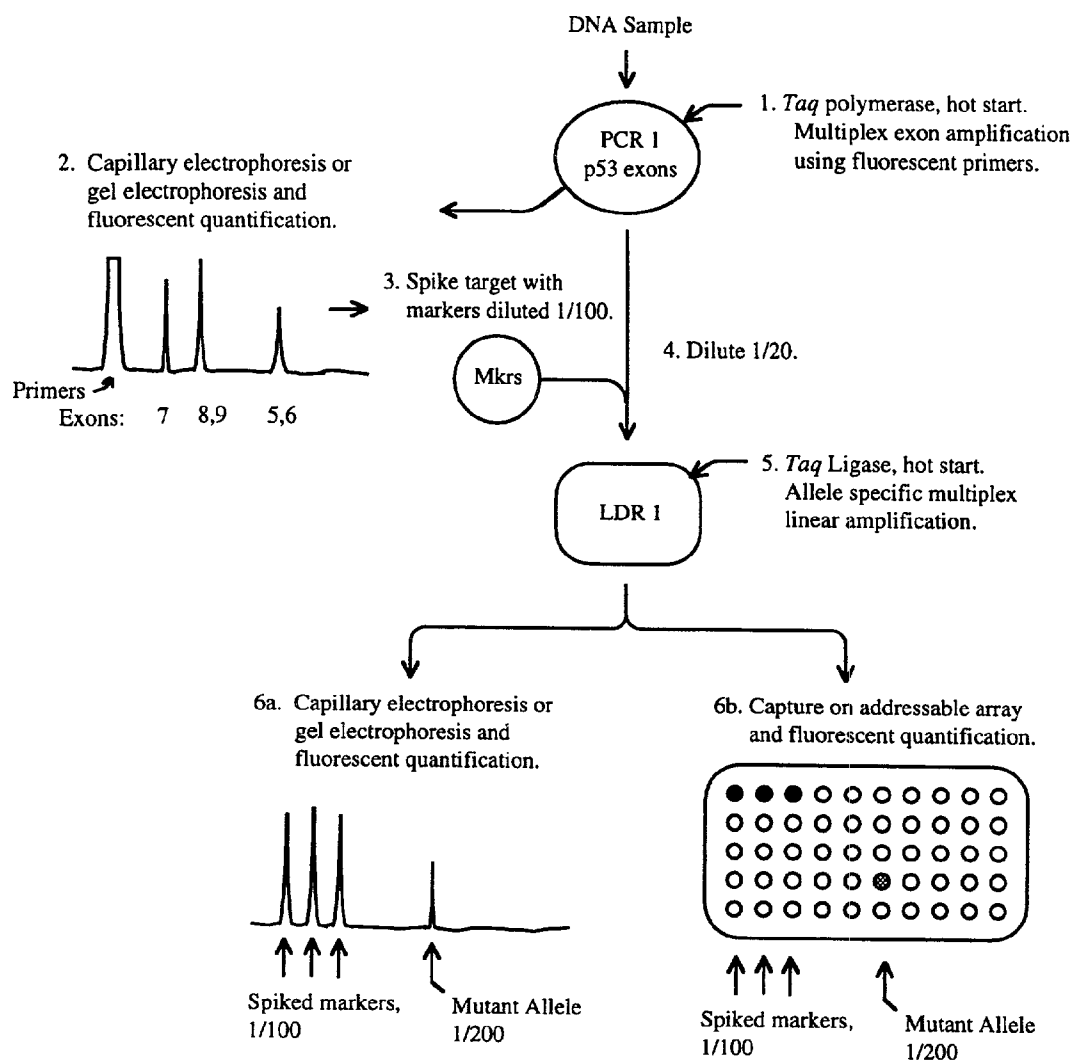 DNA Sample
PCR 1
p53 exons
1. Taq polymerase, hot start.
Multiplex exon amplification
using fluorescent primers.
2. Capillary electrophoresis or
gel electrophoresis and
fluorescent quantification.
Primers
Exons: 7 8,9 5,6
3. Spike target with
markers diluted 1/100.
Mkrs
4. Dilute 1/20.
LDR 1
5. Taq Ligase, hot start.
Allele specific multiplex
linear amplification.
6a. Capillary electrophoresis or
gel electrophoresis and
fluorescent quantification.
Spiked markers,
1/100
Mutant Allele
1/200
6b. Capture on addressable array
and fluorescent quantification.
Spiked markers,
1/100
Mutant Allele
1/200